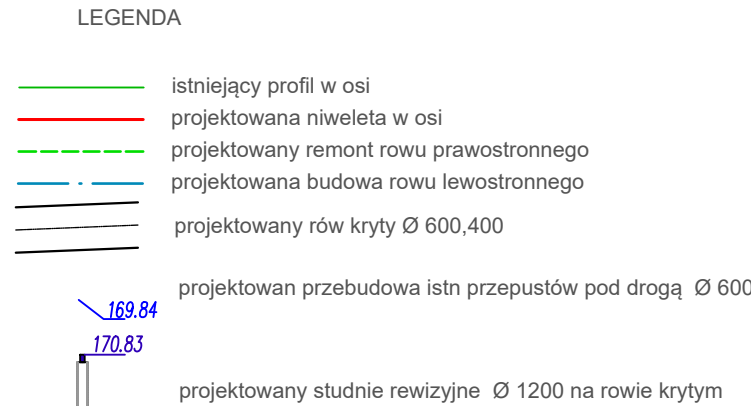 LEGENDA
istniejący profil w osi
projektowana niweleta w osi
projektowany remont rowu prawostronnego
projektowana budowa rowu lewostronnego
projektowany rów kryty Ø 600,400
projektowan przebudowa istn przepustów pod drogą Ø 600
169.84
170.83
projektowany studnie rewizyjne Ø 1200 na rowie krytym